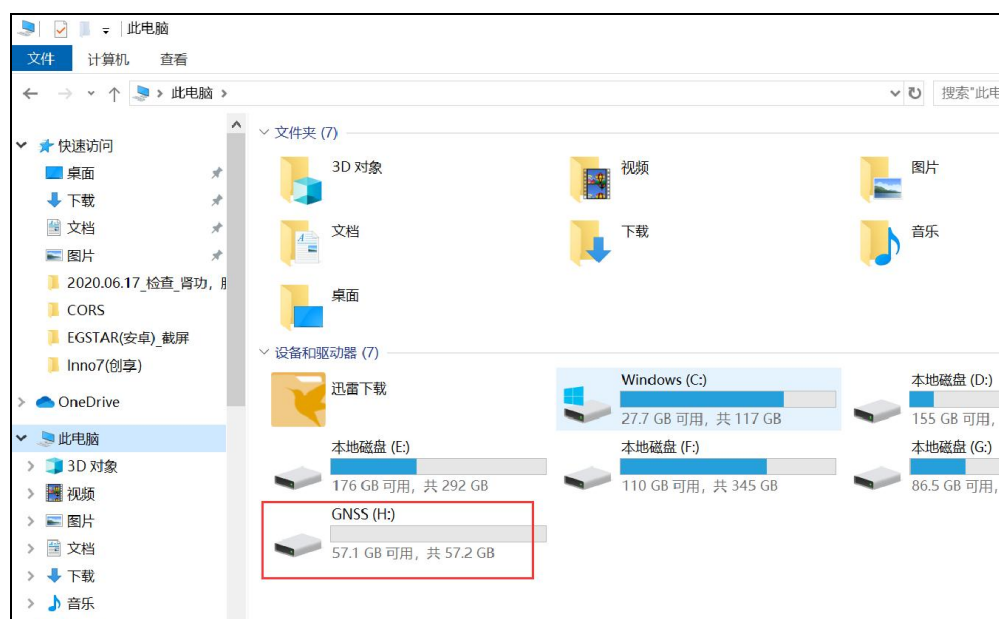 此电脑
文件 计算机 查看
此电脑
搜索"此电
快速访问
桌面
下载
文档
图片
2020.06.17_检查_肾功,
CORS
EGSTAR(安卓)_截屏
Inno7(创享)
OneDrive
此电脑
3D 对象
视频
图片
文档
下载
音乐
文件夹 (7)
3D 对象
视频
图片
文档
下载
音乐
桌面
设备和驱动器 (7)
迅雷下载
Windows (C:)
27.7 GB 可用, 共 117 GB
本地磁盘 (D:)
155 GB 可用,
本地磁盘 (E:)
176 GB 可用, 共 292 GB
本地磁盘 (F:)
110 GB 可用, 共 345 GB
本地磁盘 (G:)
86.5 GB 可用,
GNSS (H:)
57.1 GB 可用, 共 57.2 GB